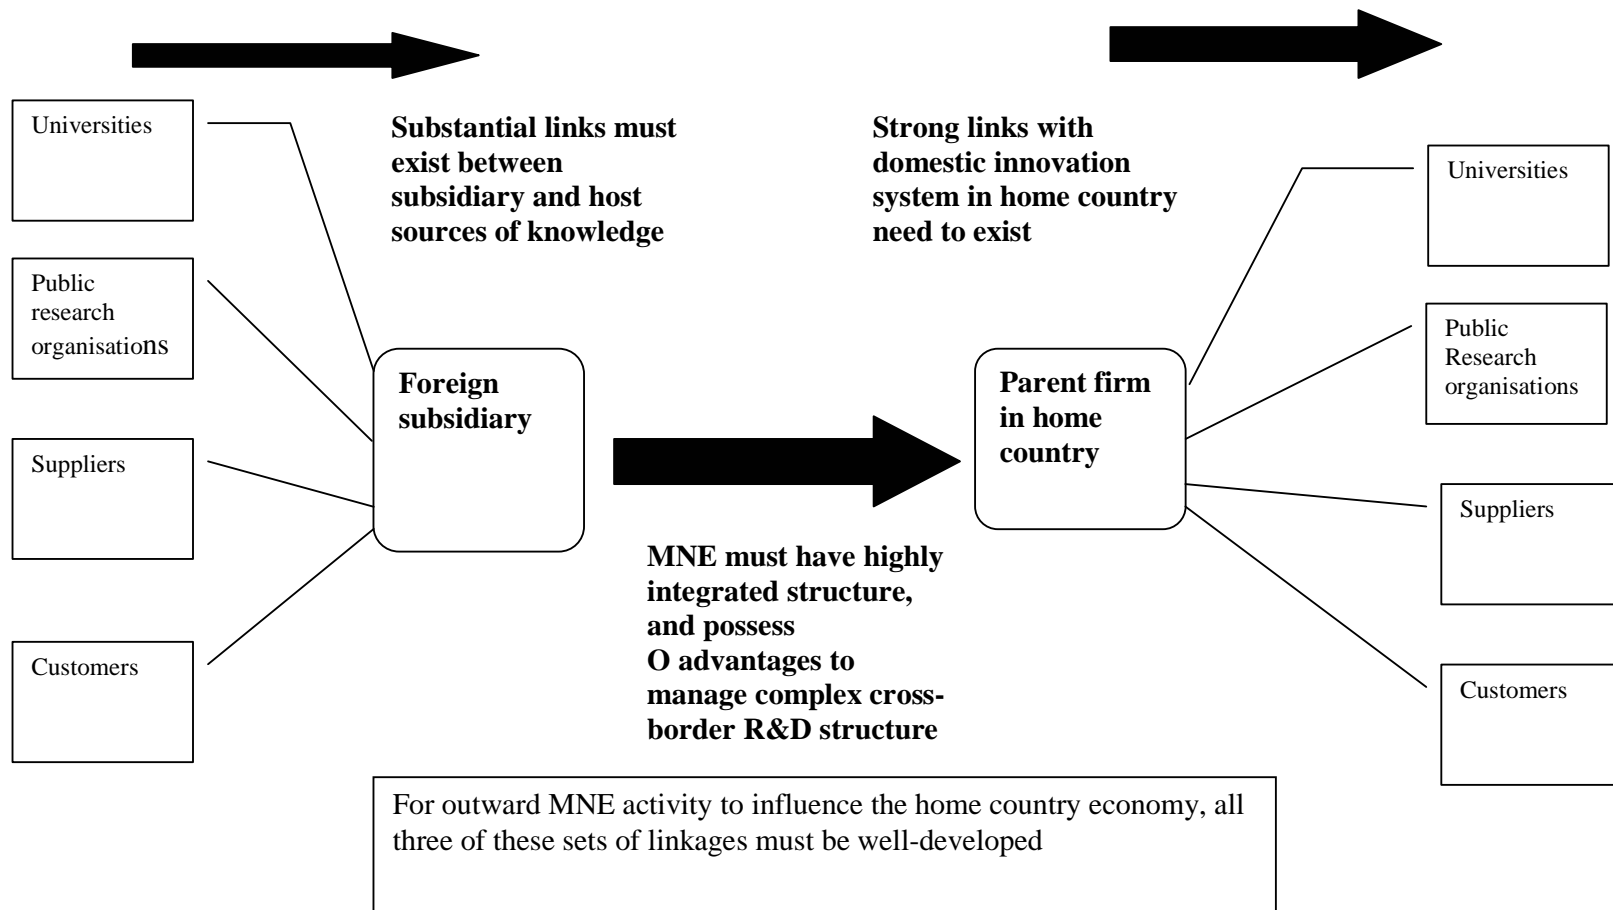 Universities
Public
research
organisations
Suppliers
Customers
Substantial links must
exist between
subsidiary and host
sources of knowledge
Foreign
subsidiary
MNE must have highly
integrated structure,
and possess
O advantages to
manage complex cross-
border R&D structure
Strong links with
domestic innovation
system in home country
need to exist
Parent firm
in home
country
Universities
Public
Research
organisations
Suppliers
Customers
For outward MNE activity to influence the home country economy, all
three of these sets of linkages must be well-developed